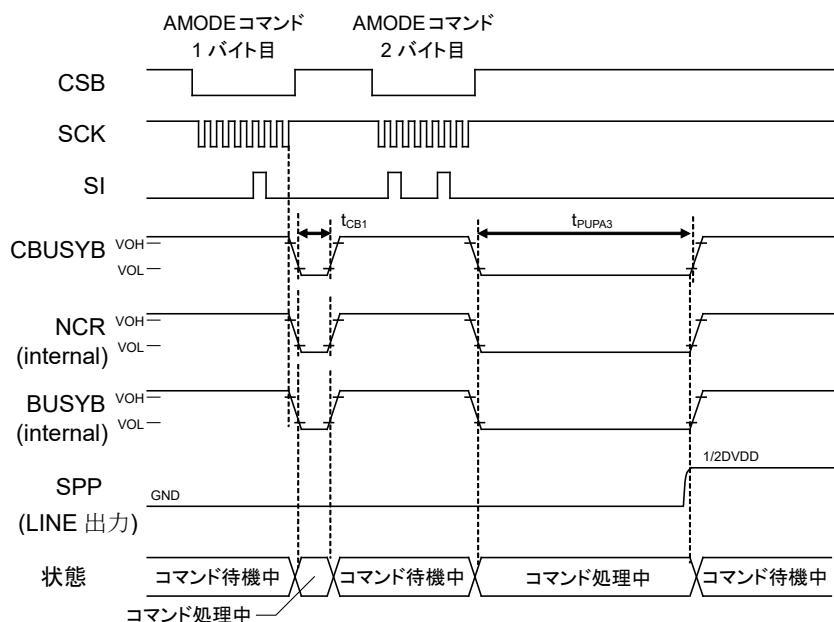 AMODEコマンド
1 バイト目
AMODEコマンド
2 バイト目
CSB
SCK
SI
tCB1
tPUPA3
CBUSYB
VOH
VOL
NCR
(internal)
VOH
VOL
BUSYB
(internal)
VOH
VOL
SPP
(LINE 出力)
GND
1/2DVDD
状態
コマンド待機中
コマンド待機中
コマンド処理中
コマンド待機中
コマンド処理中